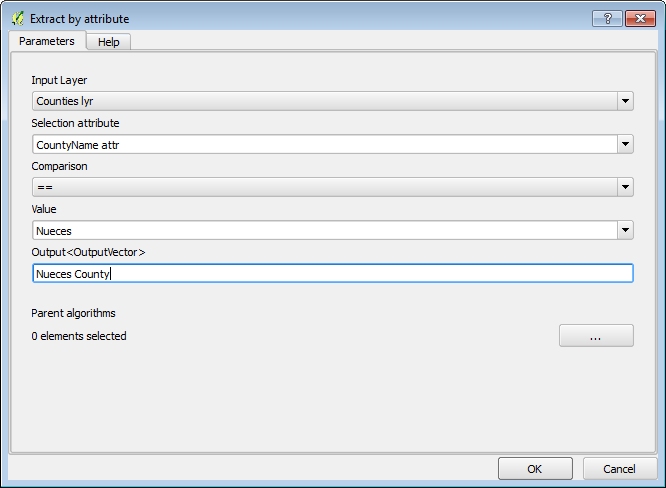 Extract by attribute
?
Parameters
Help
Input Layer
Counties lyr
Selection attribute
CountyName attr
Comparison
==
Value
Nueces
Output<OutputVector>
Nueces County
Parent algorithms
0 elements selected
...
OK
Cancel